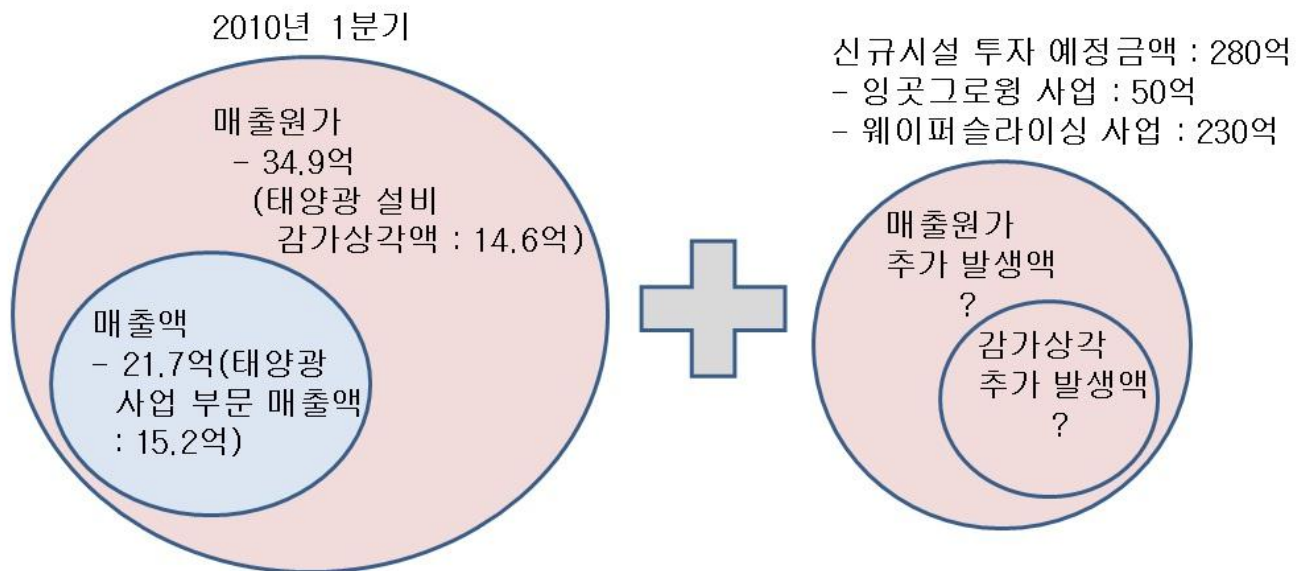 2010년 1분기
매출원가
- 34.9억
(태양광 설비
감가상각액 : 14.6억)
매출액
- 21.7억(태양광
사업 부문 매출액
: 15.2억)
신규시설 투자 예정금액 : 280억
- 잉곳그로윙 사업 : 50억
- 웨이퍼슬라이싱 사업 : 230억
매출원가
추가 발생액
?
감가상각
추가 발생액
?